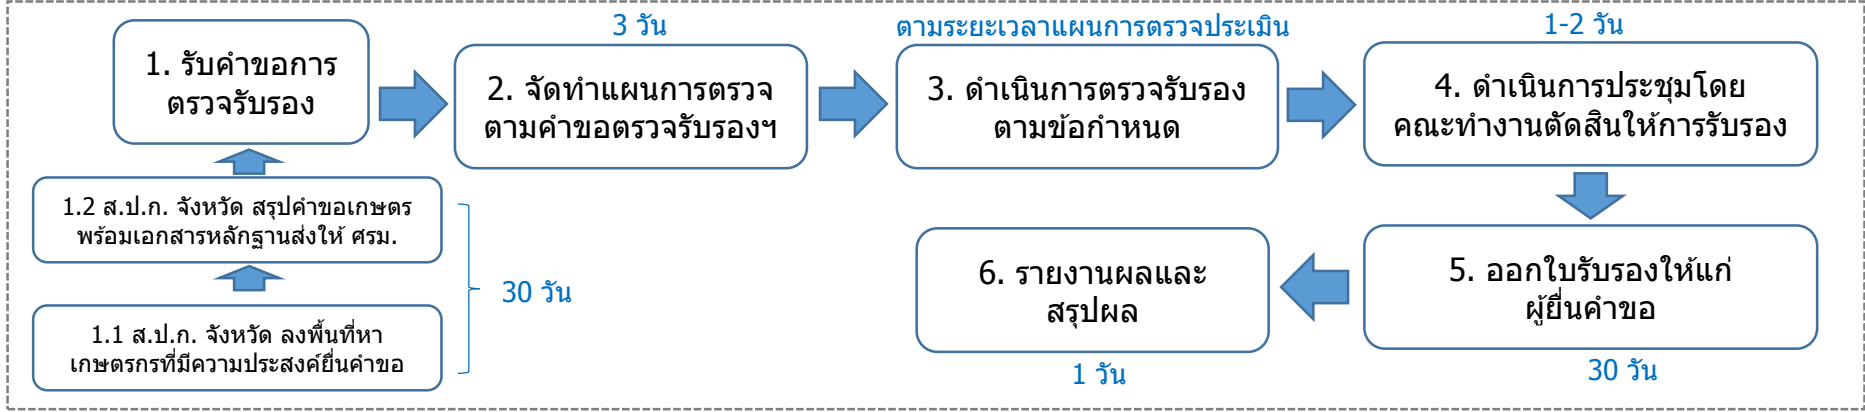 1. รับคำขอการ
ตรวจรับรอง
3 วัน
2. จัดทำแผนการตรวจ
ตามคำขอตรวจรับรองฯ
ตามระยะเวลาแผนการตรวจประเมิน
3. ดำเนินการตรวจรับรอง
ตามข้อกำหนด
1-2 วัน
4. ดำเนินการประชุมโดย
คณะทำงานตัดสินให้การรับรอง
1.2 ส.ป.ก. จังหวัด สรุปคำขอเกษตร
พร้อมเอกสารหลักฐานส่งให้ ศรม.
1.1 ส.ป.ก. จังหวัด ลงพื้นที่หา
เกษตรกรที่มีความประสงค์ยื่นคำขอ
30 วัน
5. ออกใบรับรองให้แก่
ผู้ยื่นคำขอ
30 วัน
6. รายงานผลและ
สรุปผล
1 วัน